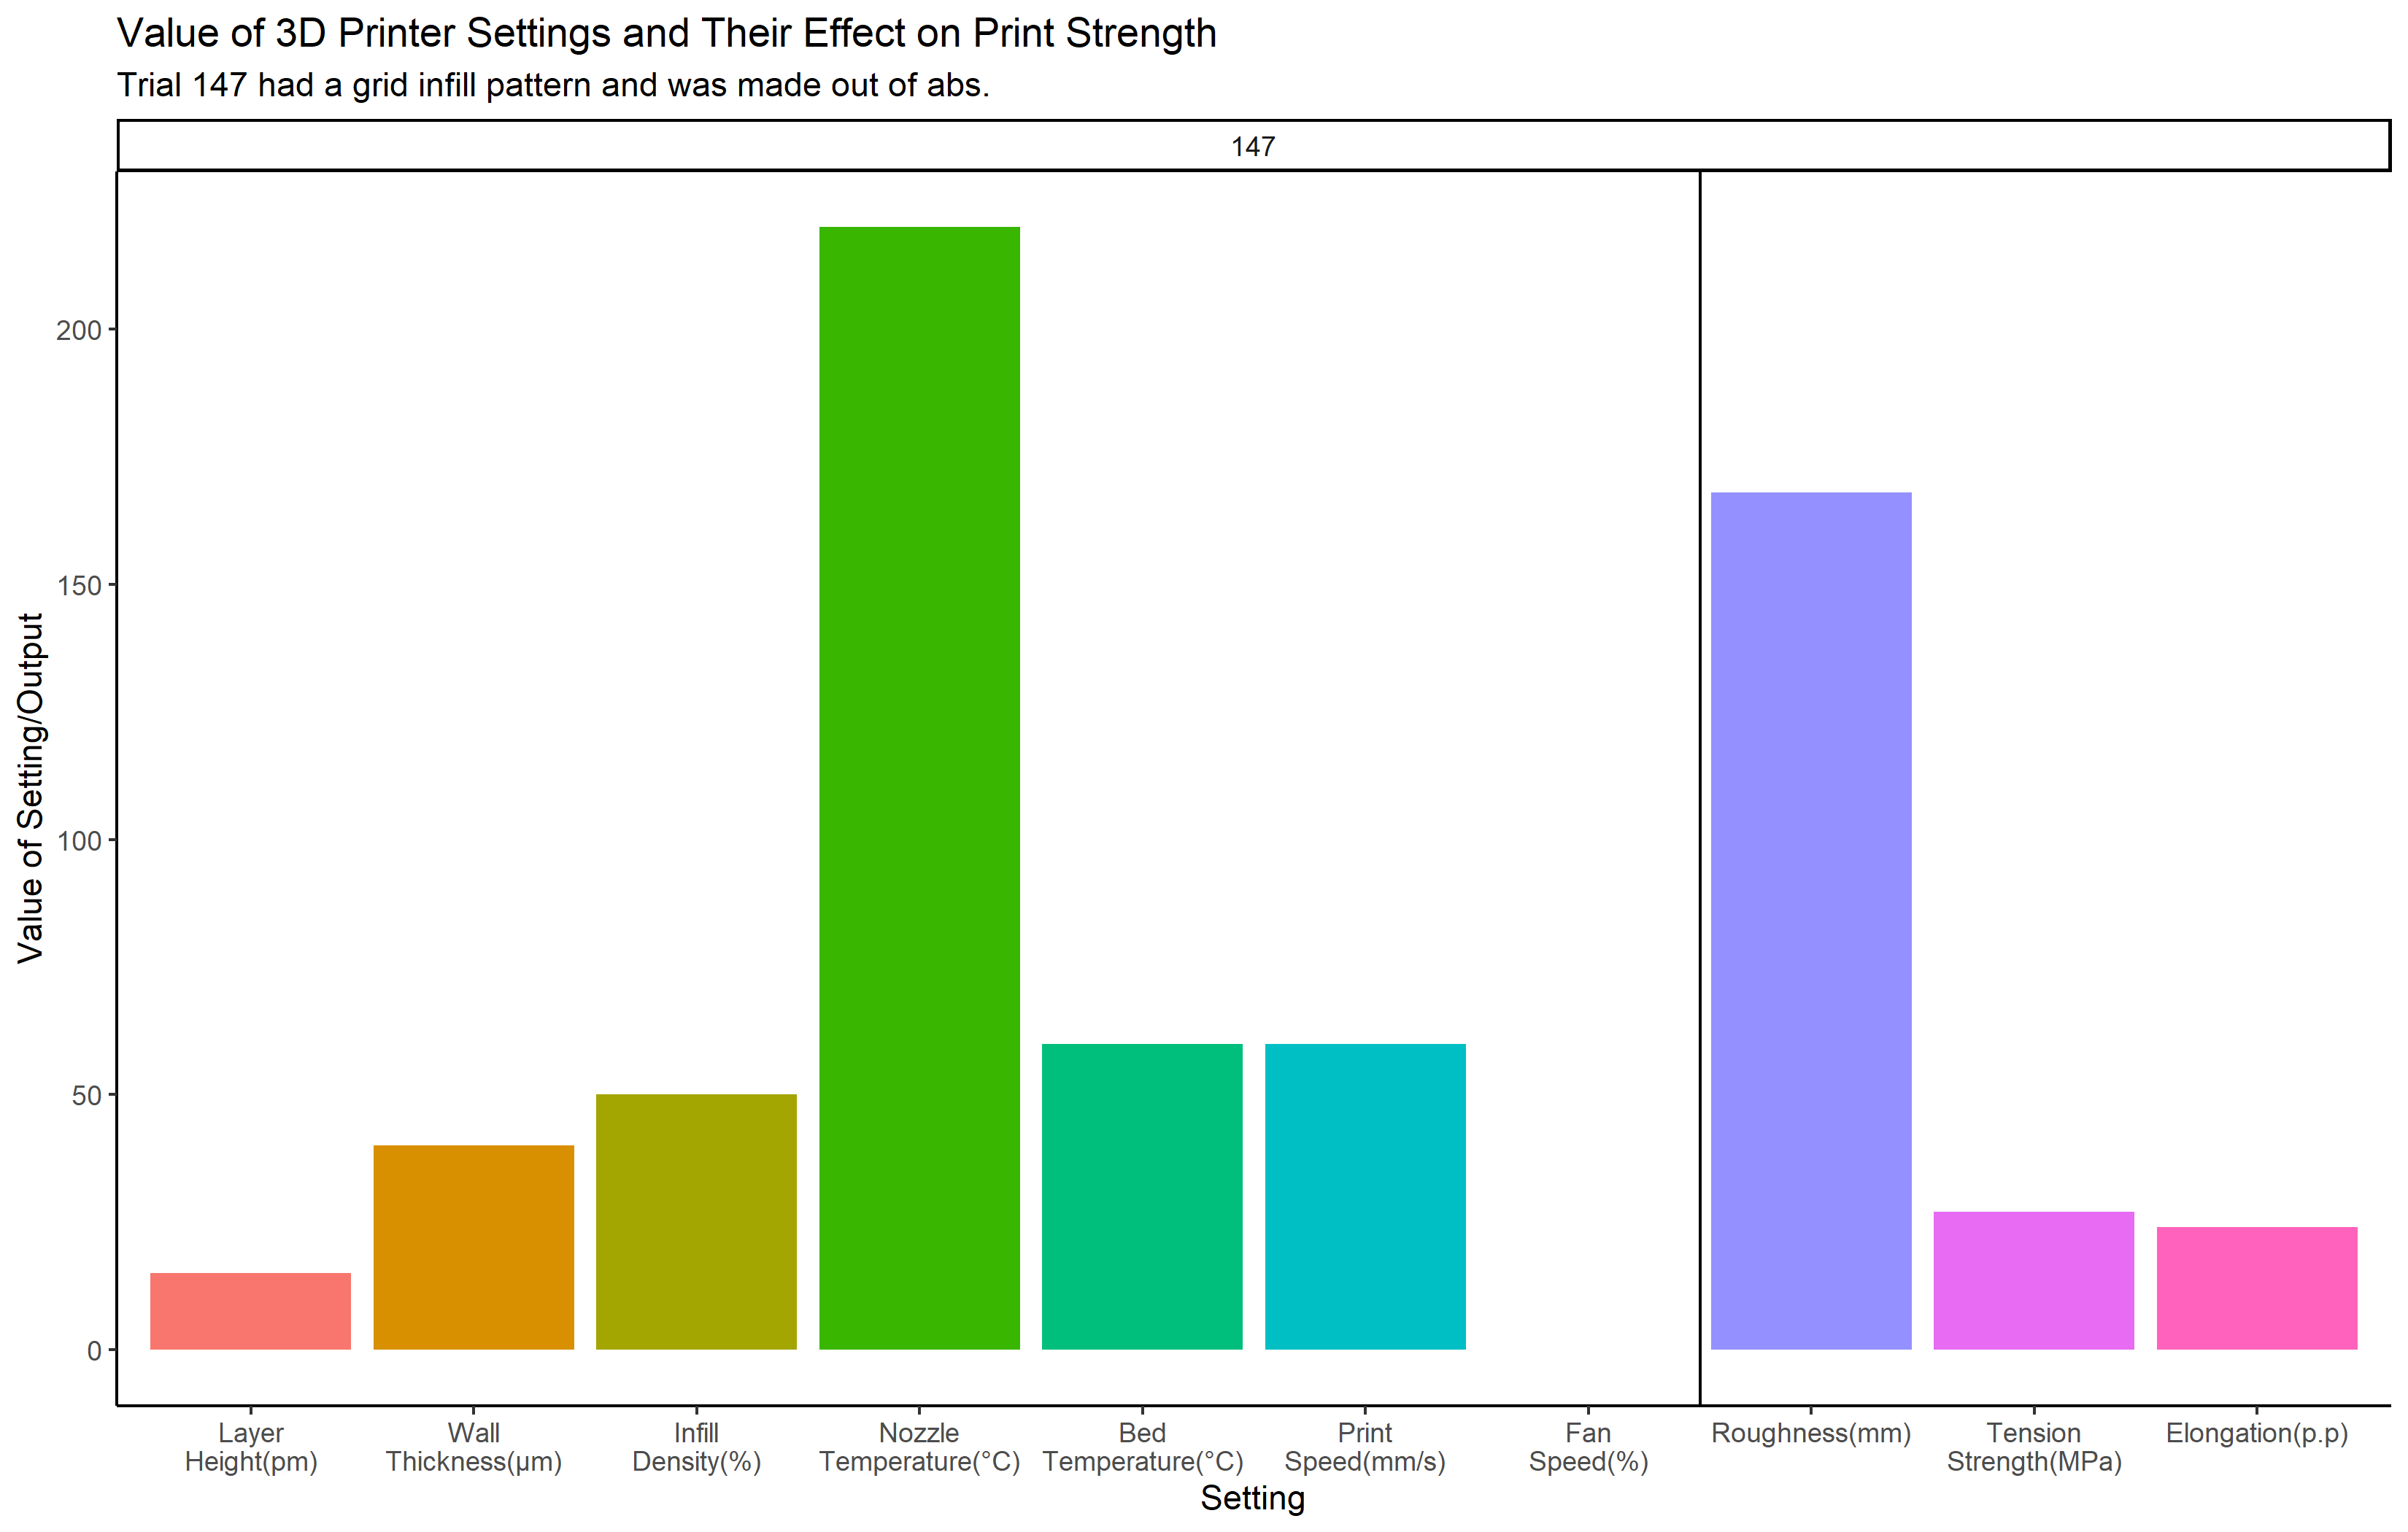 Value of 3D Printer Settings and Their Effect on Print Strength
Trial 147 had a grid infill pattern and was made out of abs.
147
Value of Setting/Output
200
150
100
50
0
Layer
Height(pm)
Wall
Thickness(µm)
Infill
Density(%)
Nozzle
Temperature(°C)
Bed
Temperature(°C)
Print
Speed(mm/s)
Fan
Speed(%)
Roughness(mm)
Tension
Strength(MPa)
Elongation(p.p)
Setting